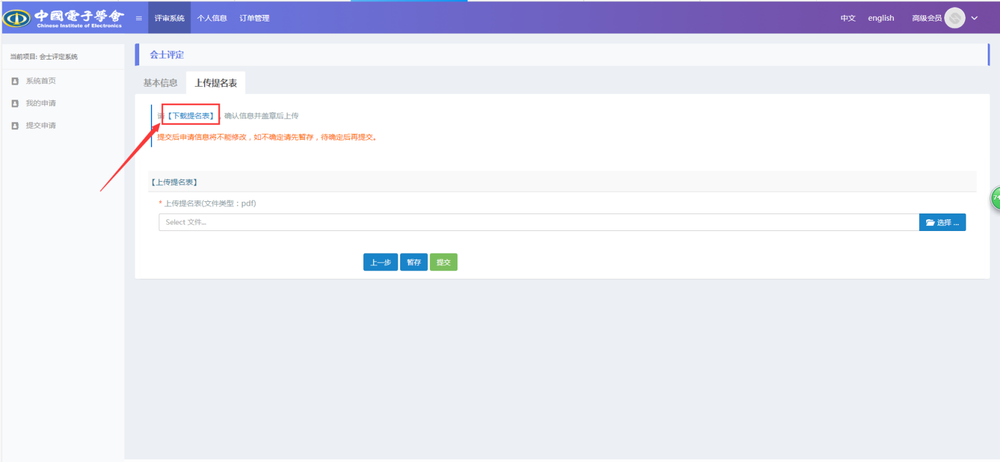 中國電子學會
Chinese Institute of Electronics
评审系统 个人信息 订单管理
中文 english 高级会员
当前项目: 会士评定系统
系统首页
我的申请
提交申请
会士评定
基本信息 上传提名表
请【下载提名表】，确认信息并盖章后上传
提交后申请信息将不能修改，如不确定请先暂存，待确定后再提交。
【上传提名表】
* 上传提名表(文件类型：pdf)
Select 文件...
选择 ...
上一步 暂存 提交
74